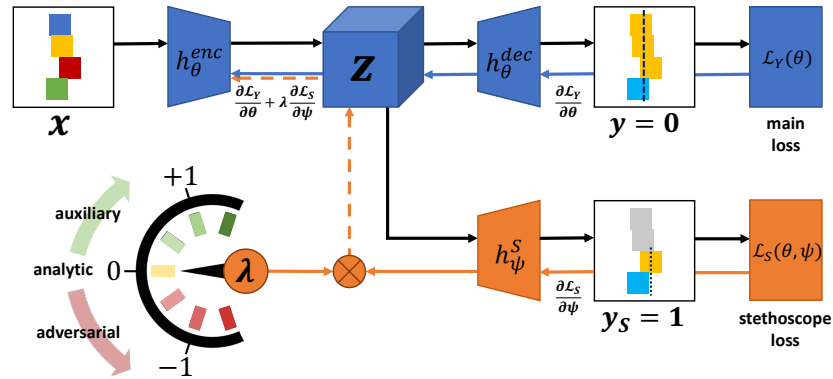 x
h_θ^{enc}
Z
∂ℒ_Y/∂θ + λ ∂ℒ_S/∂ψ
h_θ^{dec}
∂ℒ_Y/∂θ
y = 0
ℒ_Y(θ)
main
loss
+1
auxiliary
analytic 0
adversarial
−1
λ
⊗
h_ψ^S
∂ℒ_S/∂ψ
y_S = 1
ℒ_S(θ, ψ)
stethoscope
loss